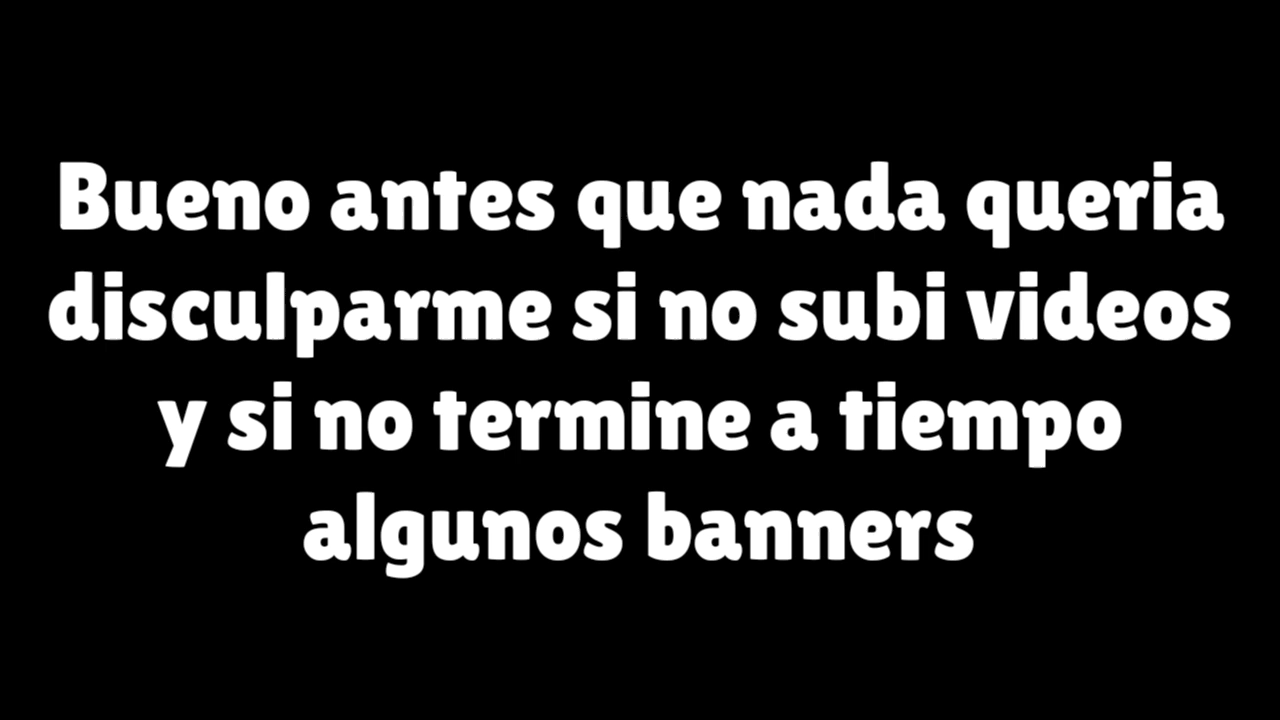 Bueno antes que nada queria
disculparme si no subi videos
y si no termine a tiempo
algunos banners